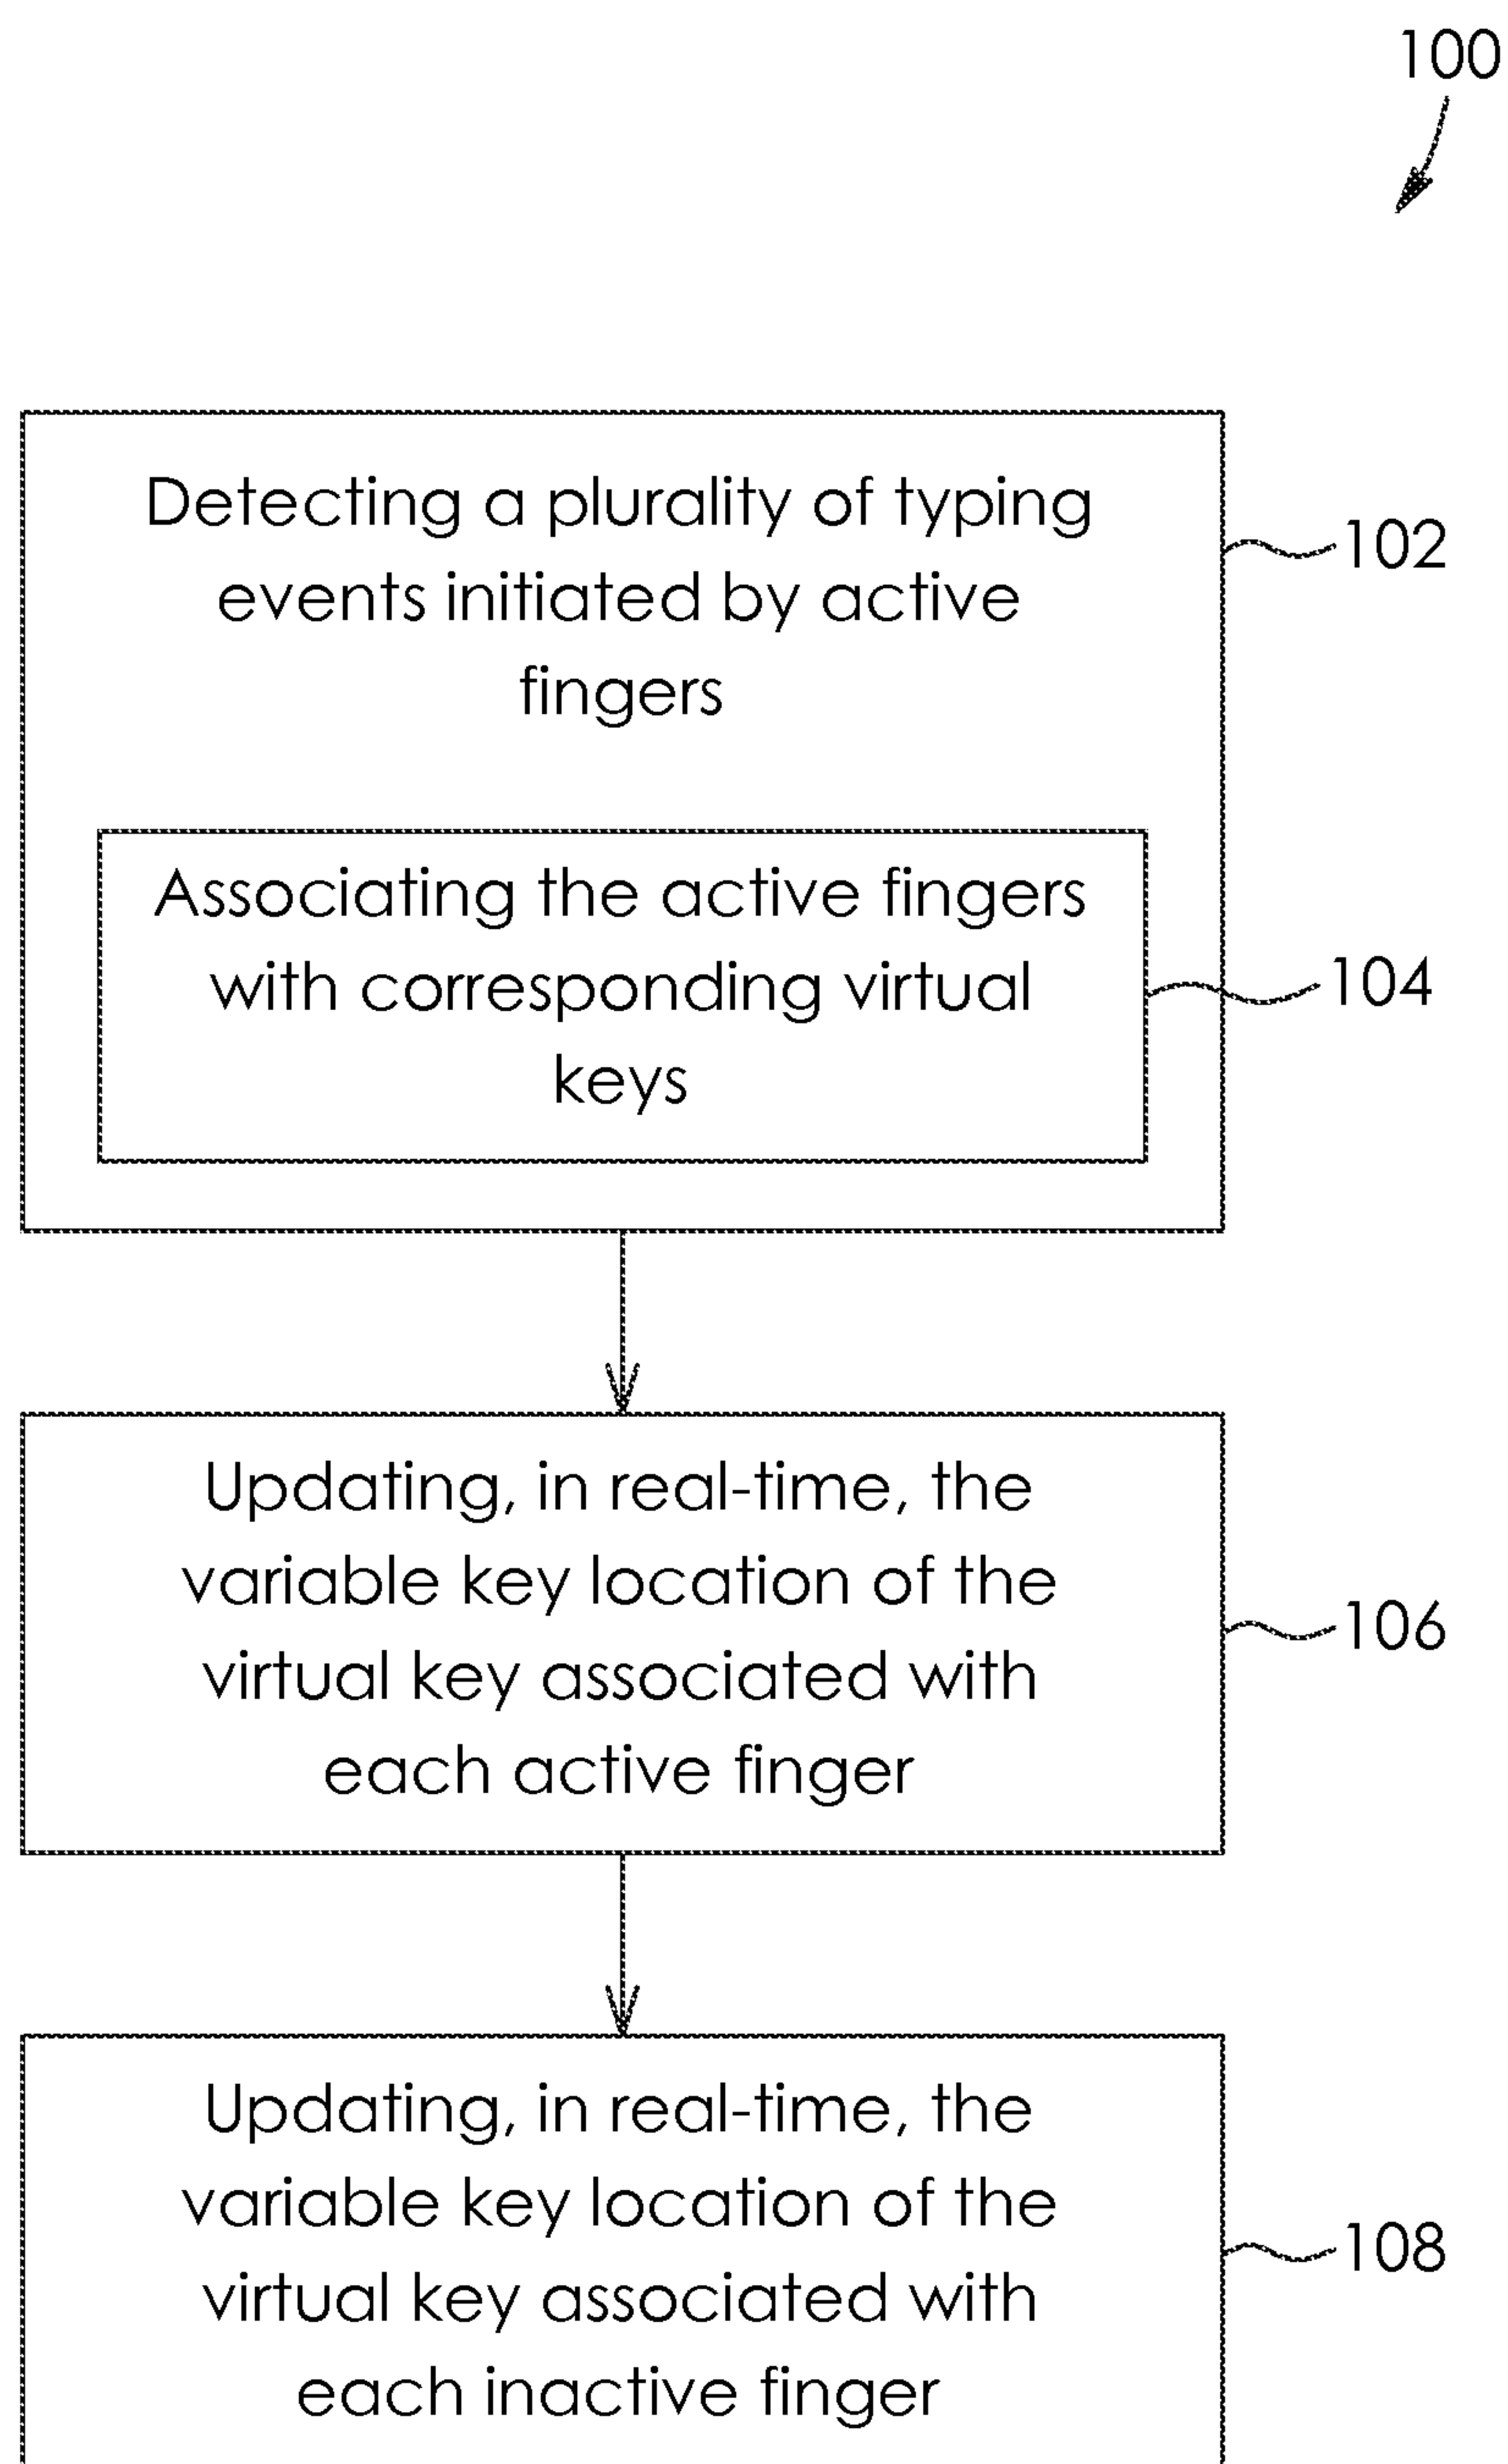 100
Detecting a plurality of typing
events initiated by active
fingers
102
Associating the active fingers
with corresponding virtual
keys
104
Updating, in real-time, the
variable key location of the
virtual key associated with
each active finger
106
Updating, in real-time, the
variable key location of the
virtual key associated with
each inactive finger
108